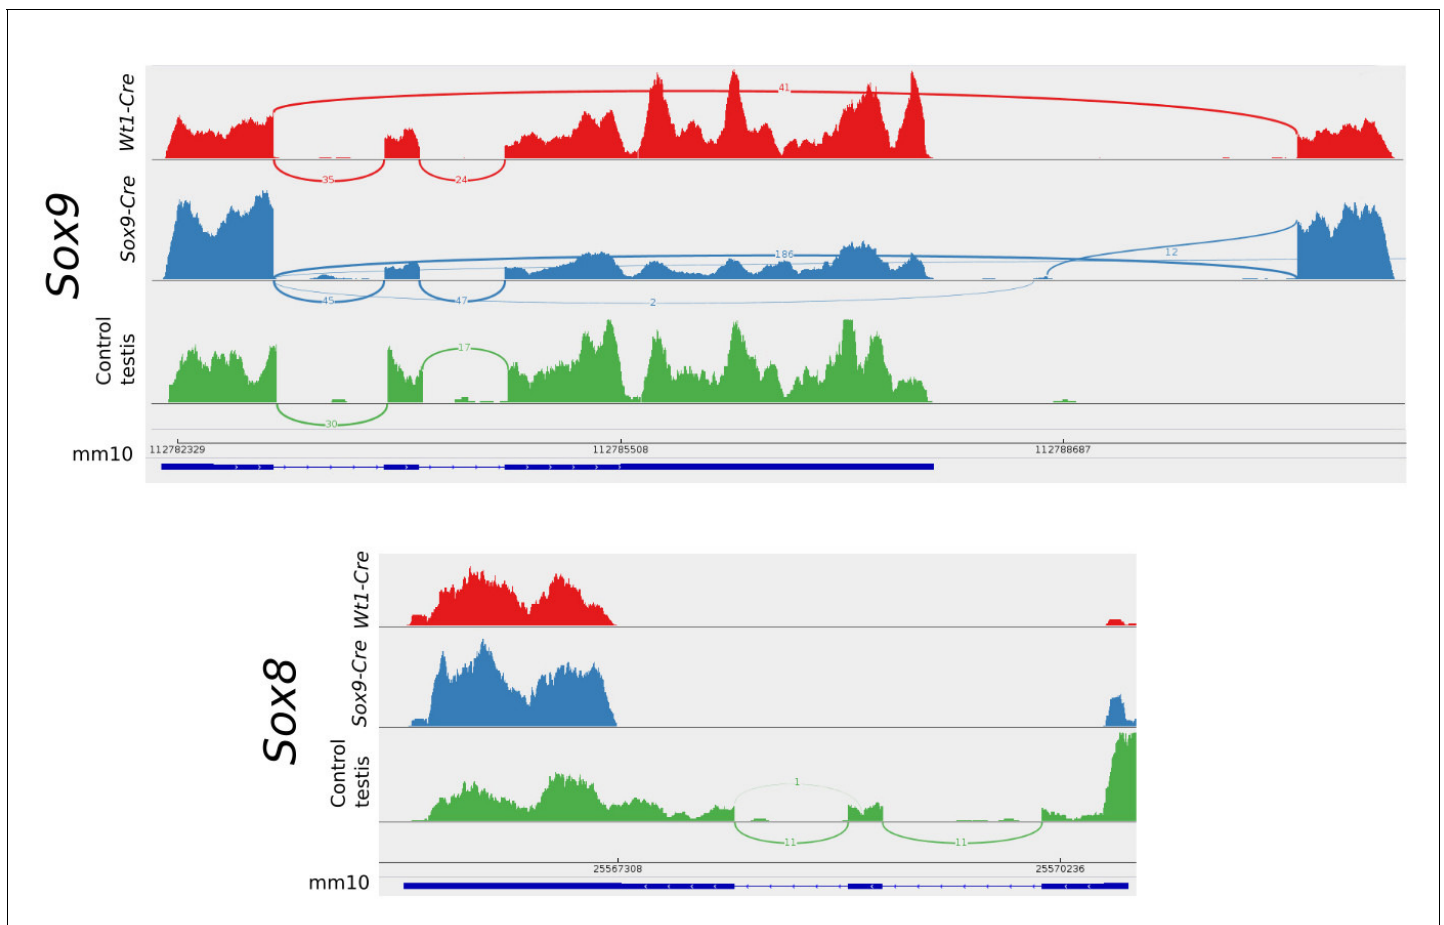 Sox9
Wt1-Cre
41
35
24
Sox9-Cre
186
12
45
47
2
Control
testis
17
30
mm10
112782329
112785508
112788687
Sox8
Wt1-Cre
Sox9-Cre
Control
testis
1
11
11
25567308
25570236
mm10